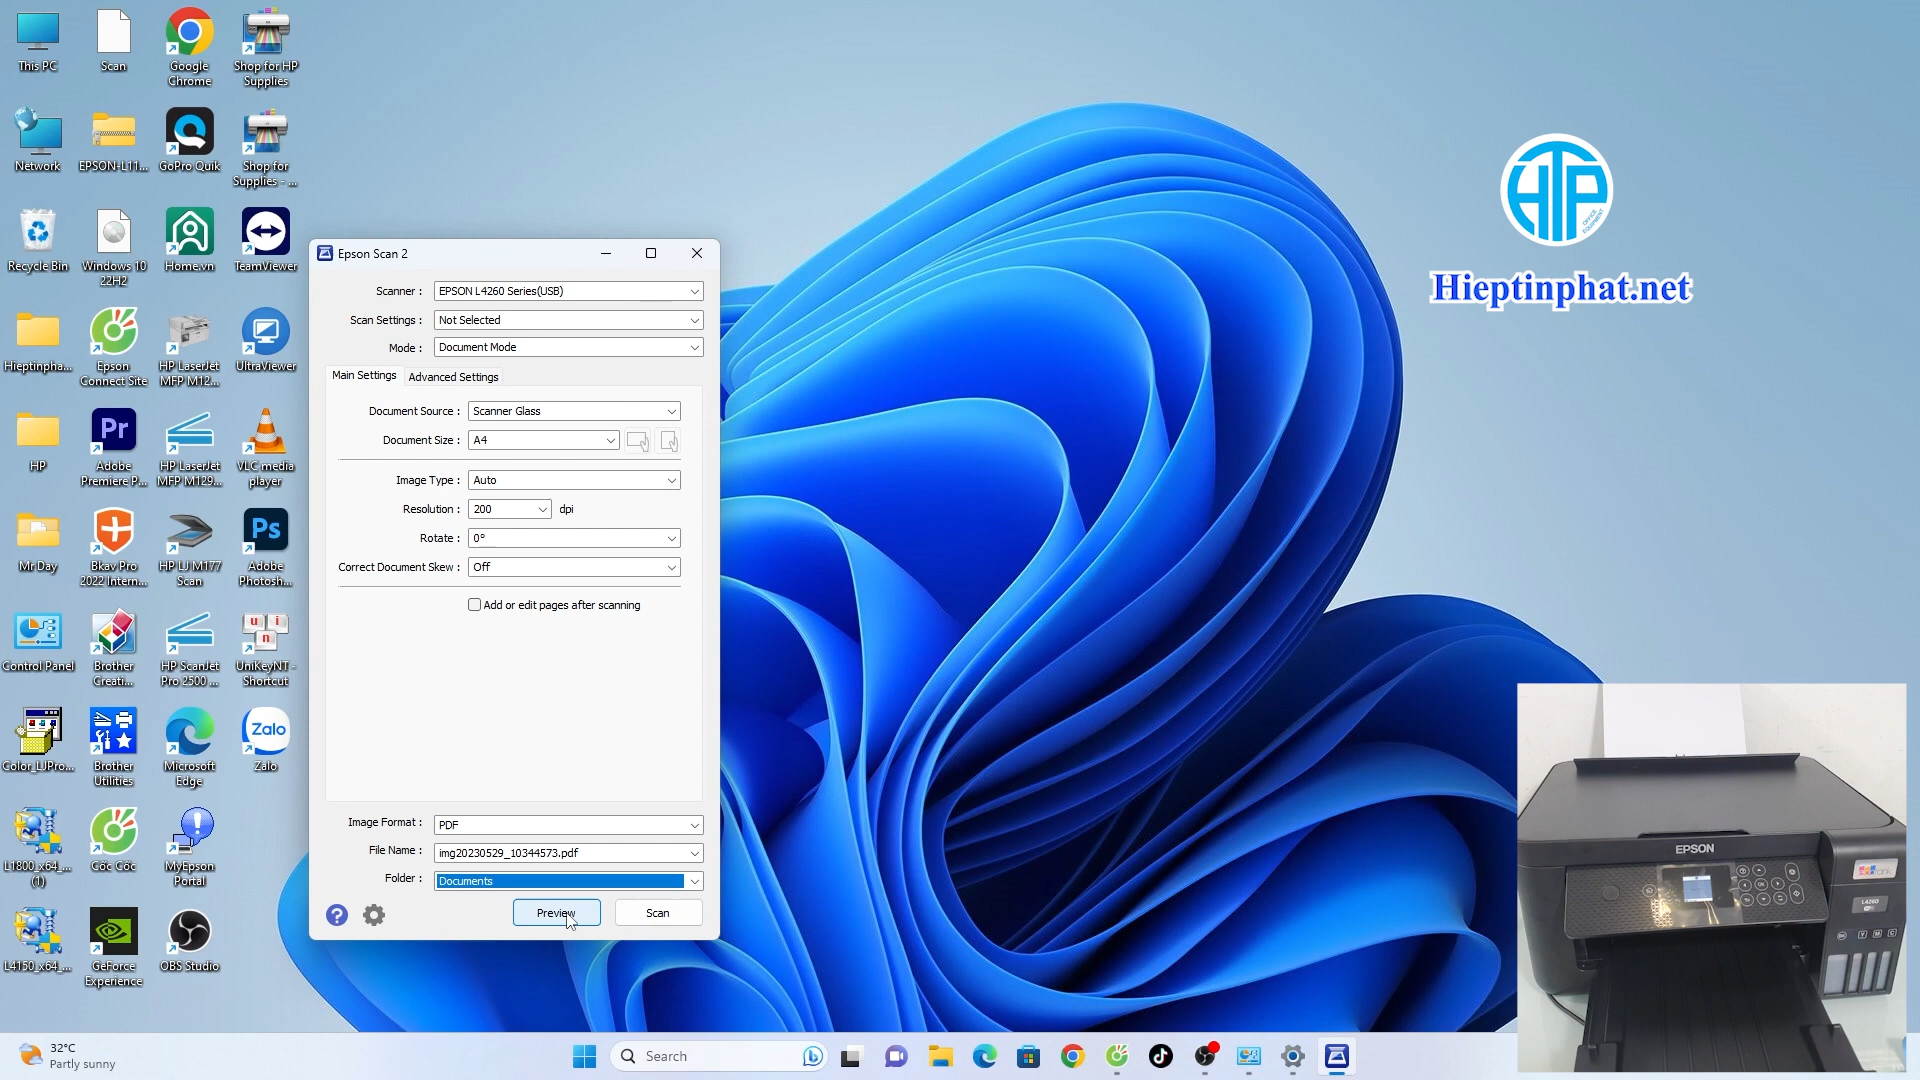 This PC
Scan
Google
Chrome
Shop for HP
Supplies
Network
EPSON-L11...
GoPro Quik
Shop for
Supplies - ...
Recycle Bin
Windows 10
22H2
Home.vn
TeamViewer
Hieptinpha...
Epson
Connect Site
HP LaserJet
MFP M12...
UltraViewer
HP
Pr
Adobe
Premiere P...
HP LaserJet
MFP M129...
VLC media
player
Mr Day
Bkav Pro
2022 Intern...
HP LJ M177
Scan
Ps
Adobe
Photosh...
Control Panel
Brother
Creati...
HP ScanJet
Pro 2500 ...
u i
n
UniKeyNT -
Shortcut
Color_LJPro...
Brother
Utilities
Microsoft
Edge
Zalo
Zalo
L1800_x64_...
(1)
Cốc Cốc
MyEpson
Portal
L4150_x64_...
GeForce
Experience
OBS Studio
Epson Scan 2
Scanner : EPSON L4260 Series(USB)
Scan Settings : Not Selected
Mode : Document Mode
Main Settings Advanced Settings
Document Source : Scanner Glass
Document Size : A4
Image Type : Auto
Resolution : 200 dpi
Rotate : 0°
Correct Document Skew : Off
Add or edit pages after scanning
Image Format : PDF
File Name : img20230529_10344573.pdf
Folder : Documents
? Preview Scan
HTP
OFFICE
EQUIPMENT
Hieptinphat.net
EPSON
L4260
32°C
Partly sunny
Search